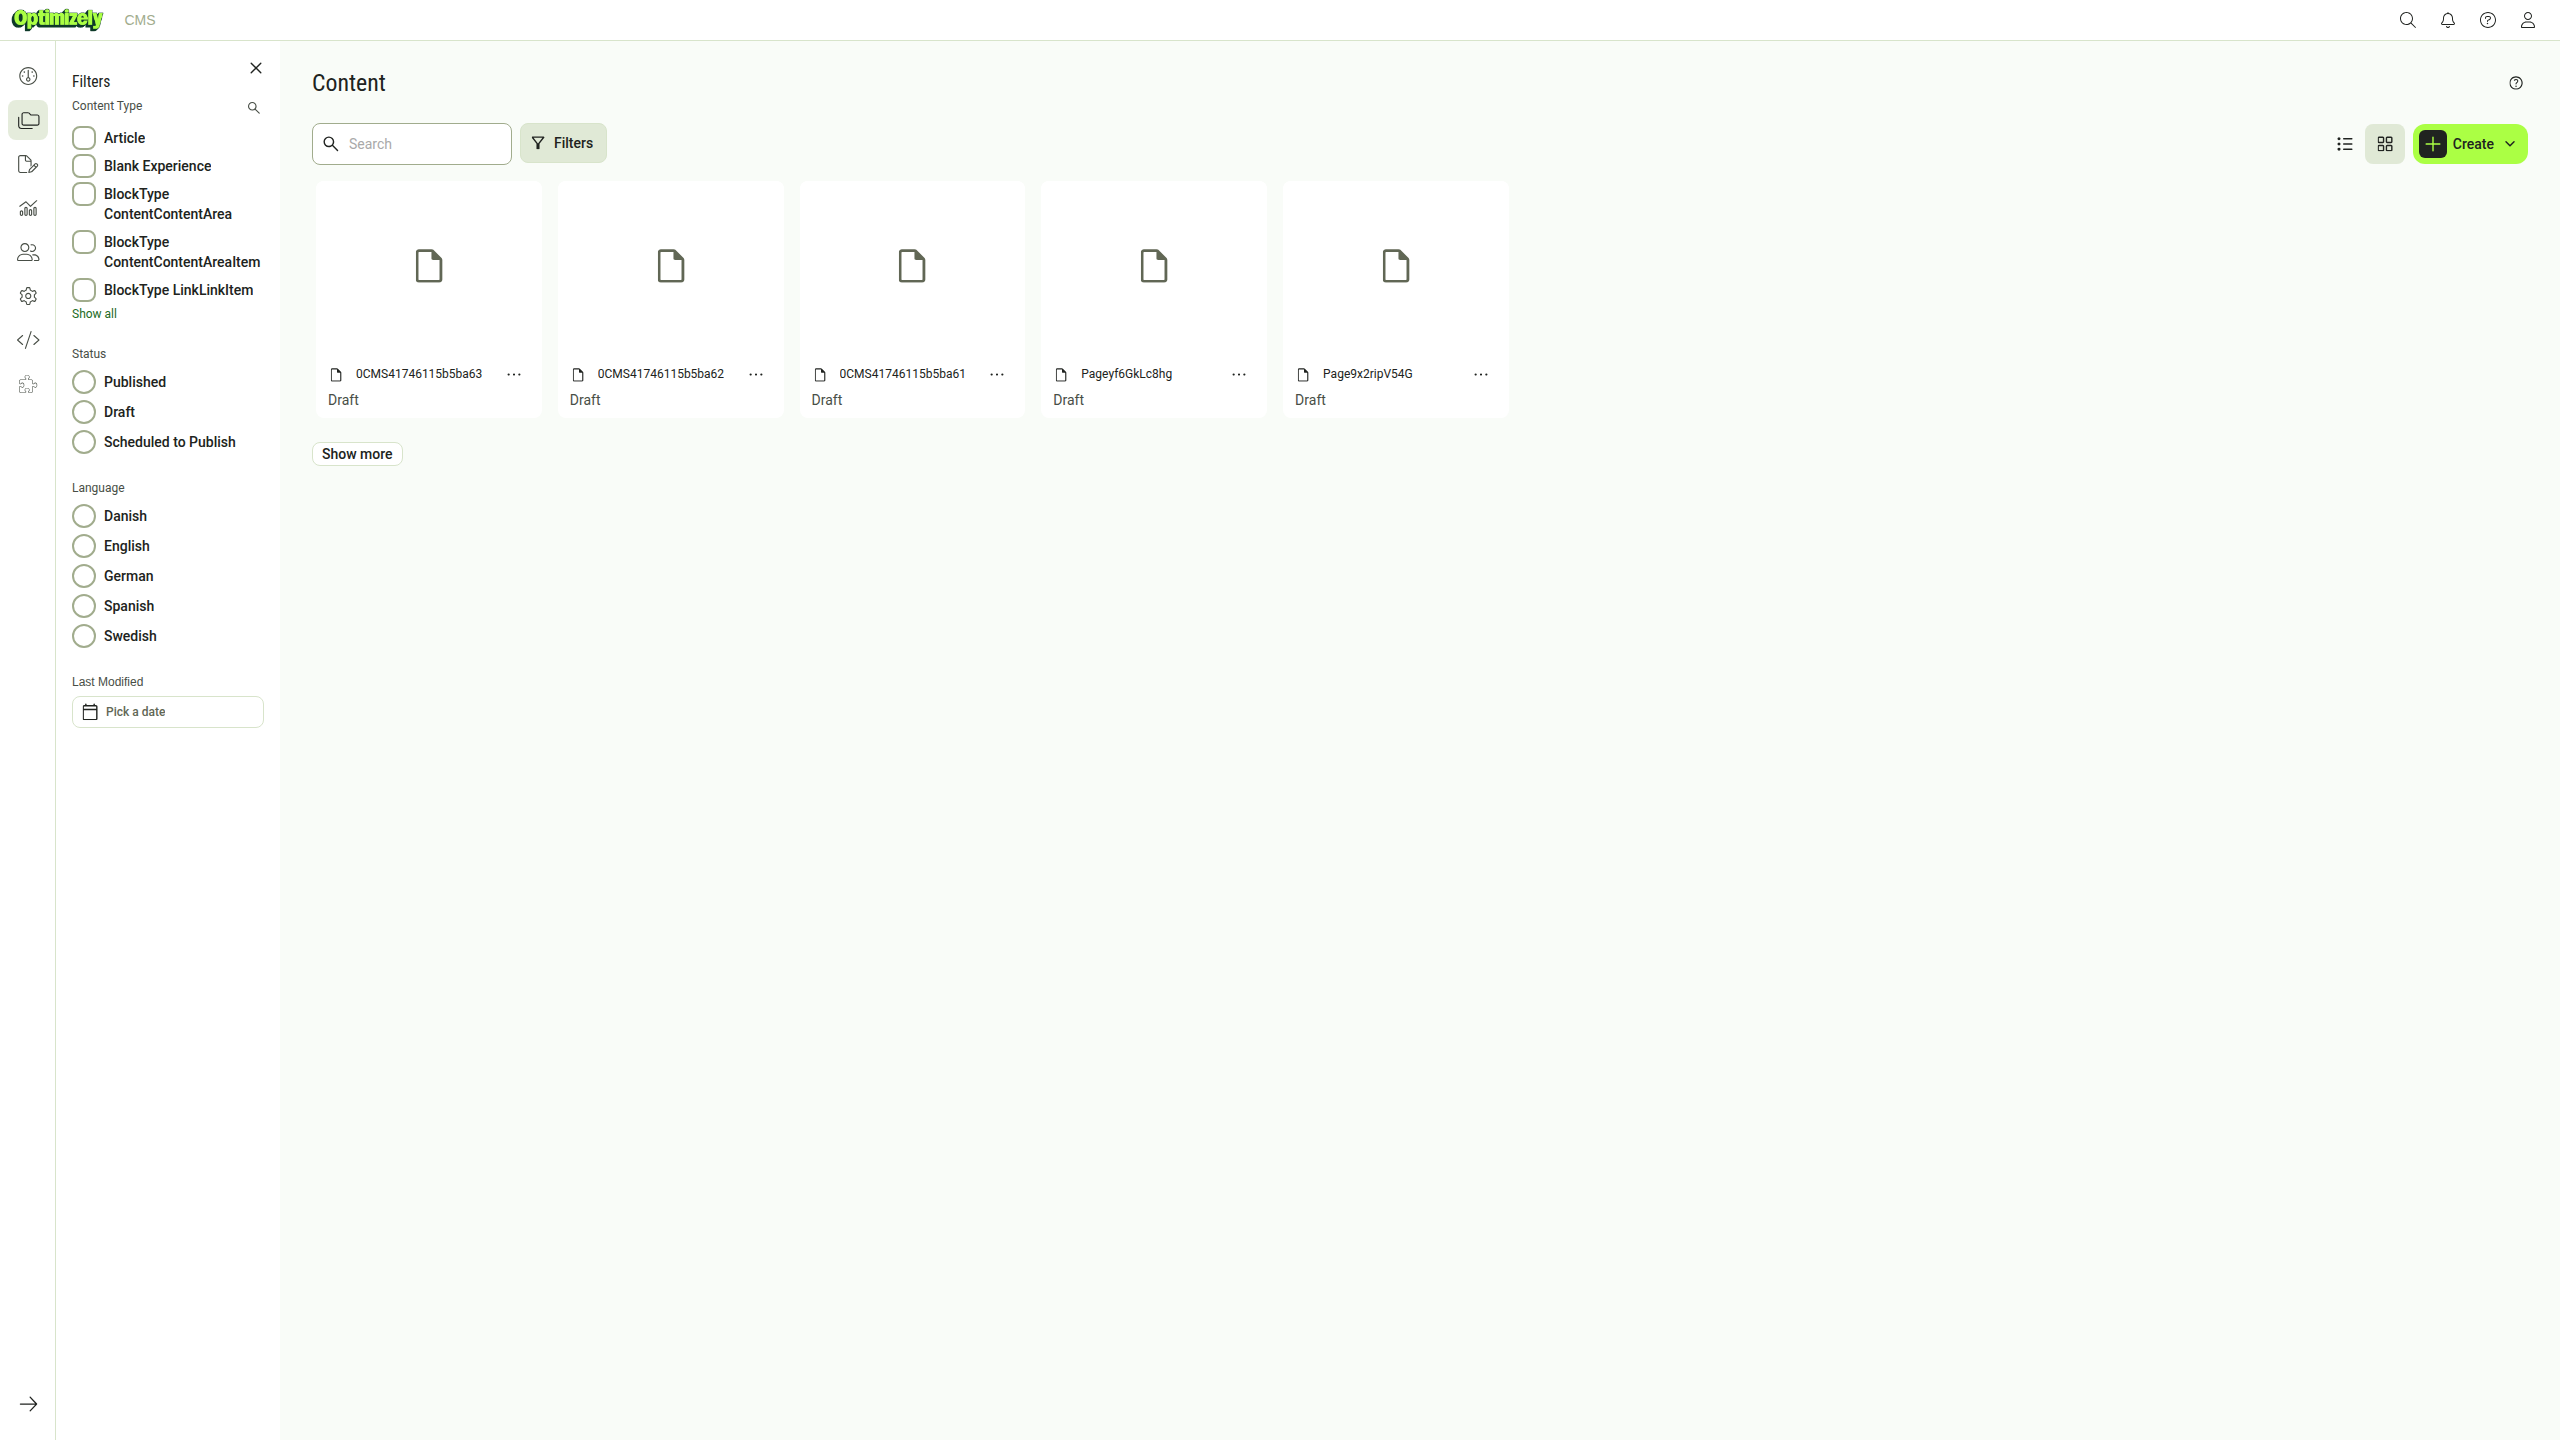 Optimizely CMS
Filters
Content Type
Article
Blank Experience
BlockType
ContentContentArea
BlockType
ContentContentAreaItem
BlockType LinkLinkItem
Show all
Status
Published
Draft
Scheduled to Publish
Language
Danish
English
German
Spanish
Swedish
Last Modified
Pick a date
Content
Search
Filters
Create
0CMS41746115b5ba63
Draft
0CMS41746115b5ba62
Draft
0CMS41746115b5ba61
Draft
Pageyf6GkLc8hg
Draft
Page9x2ripV54G
Draft
Show more